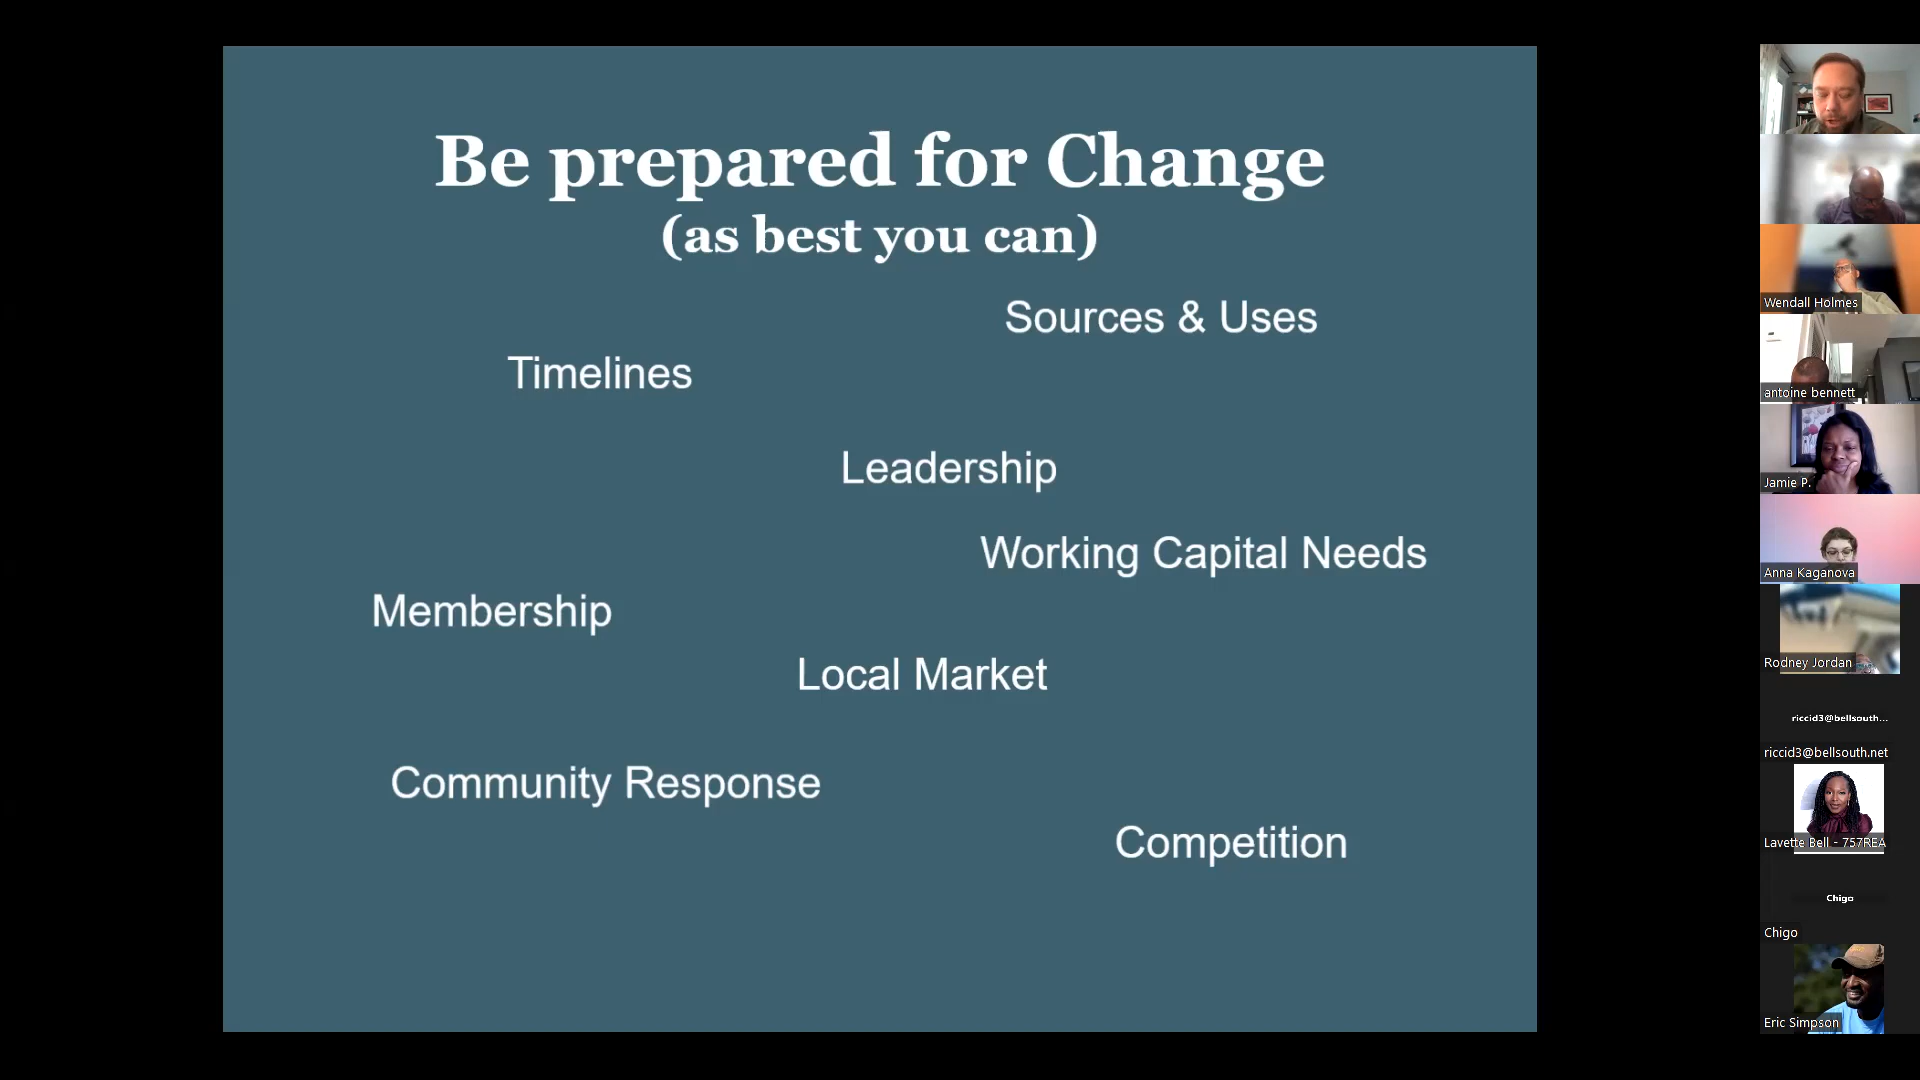 Be prepared for Change
(as best you can)
Sources & Uses
Timelines
Leadership
Working Capital Needs
Membership
Local Market
Community Response
Competition
Wendall Holmes
antoine bennett
Jamie P.
Anna Kaganova
Rodney Jordan
riccid3@bellsouth...
riccid3@bellsouth.net
Lavette Bell - 757REA
Chigo
Chigo
Eric Simpson